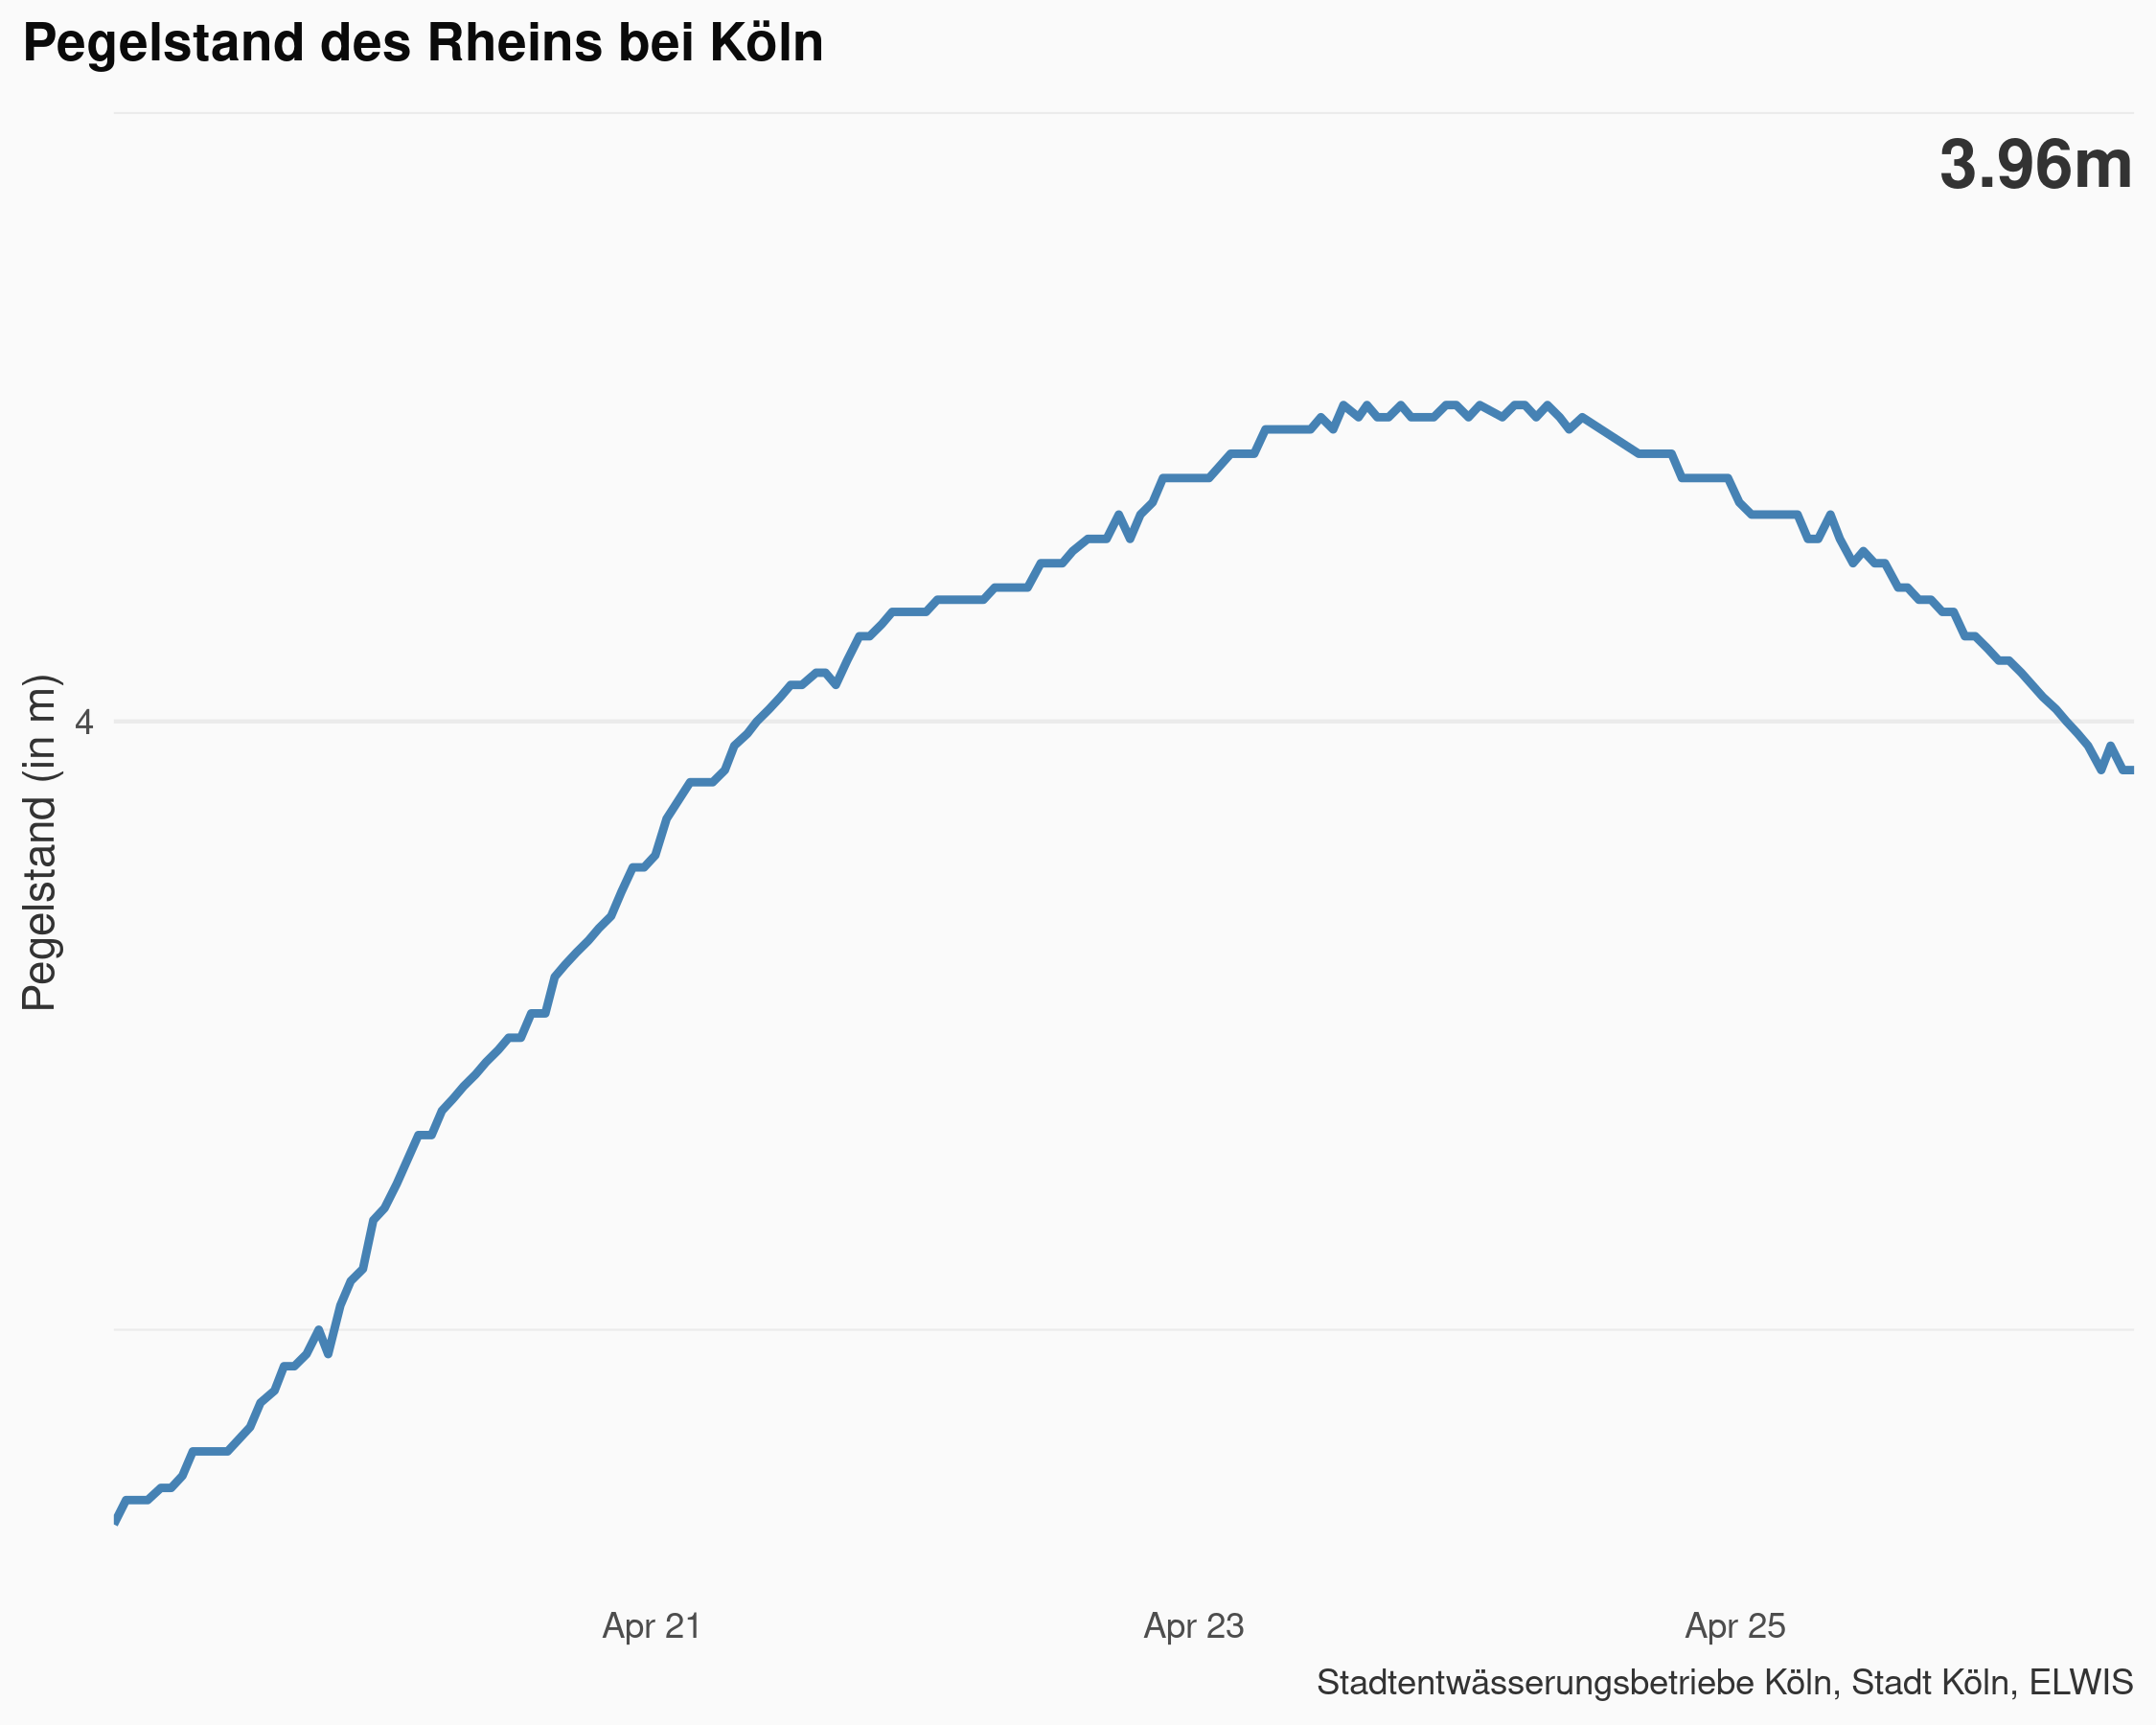 Pegelstand des Rheins bei Köln
3.96m
Pegelstand (in m)
4
Apr 21
Apr 23
Apr 25
Stadtentwässerungsbetriebe Köln, Stadt Köln, ELWIS